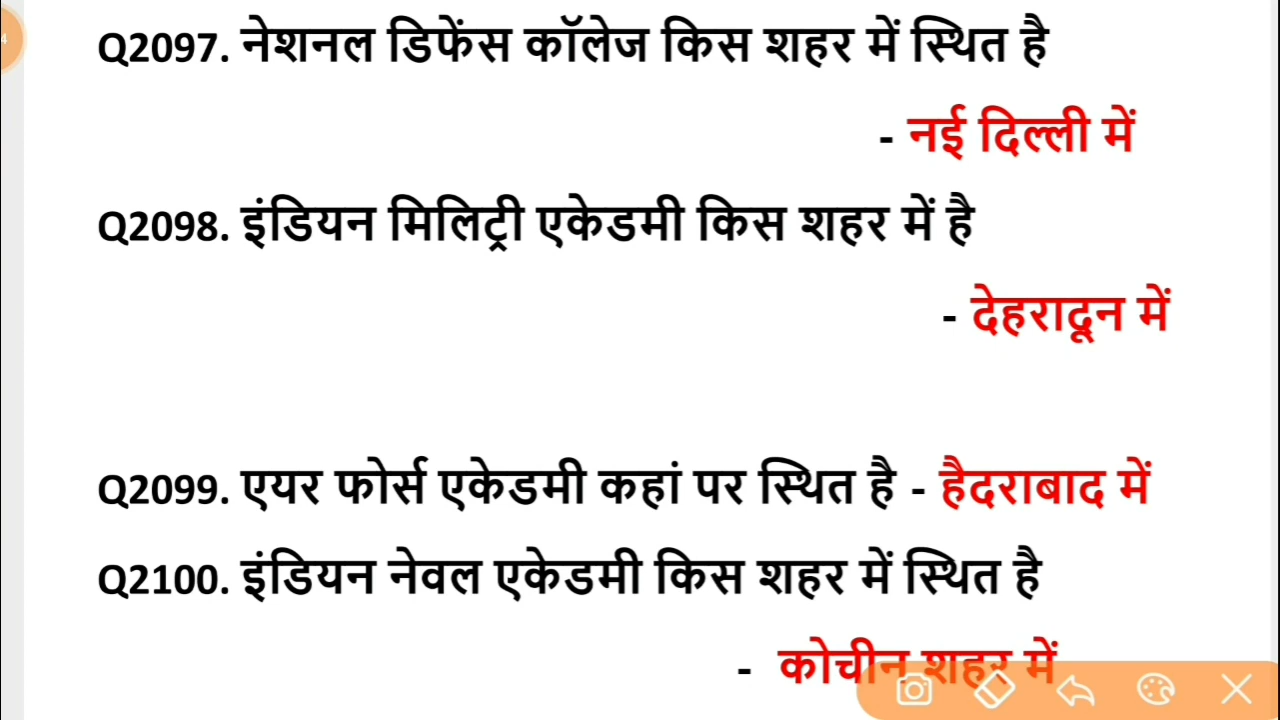 Q2097. नेशनल डिफेंस कॉलेज किस शहर में स्थित है
- नई दिल्ली में
Q2098. इंडियन मिलिट्री एकेडमी किस शहर में है
- देहरादून में
Q2099. एयर फोर्स एकेडमी कहां पर स्थित है - हैदराबाद में
Q2100. इंडियन नेवल एकेडमी किस शहर में स्थित है
- कोचीन शहर में